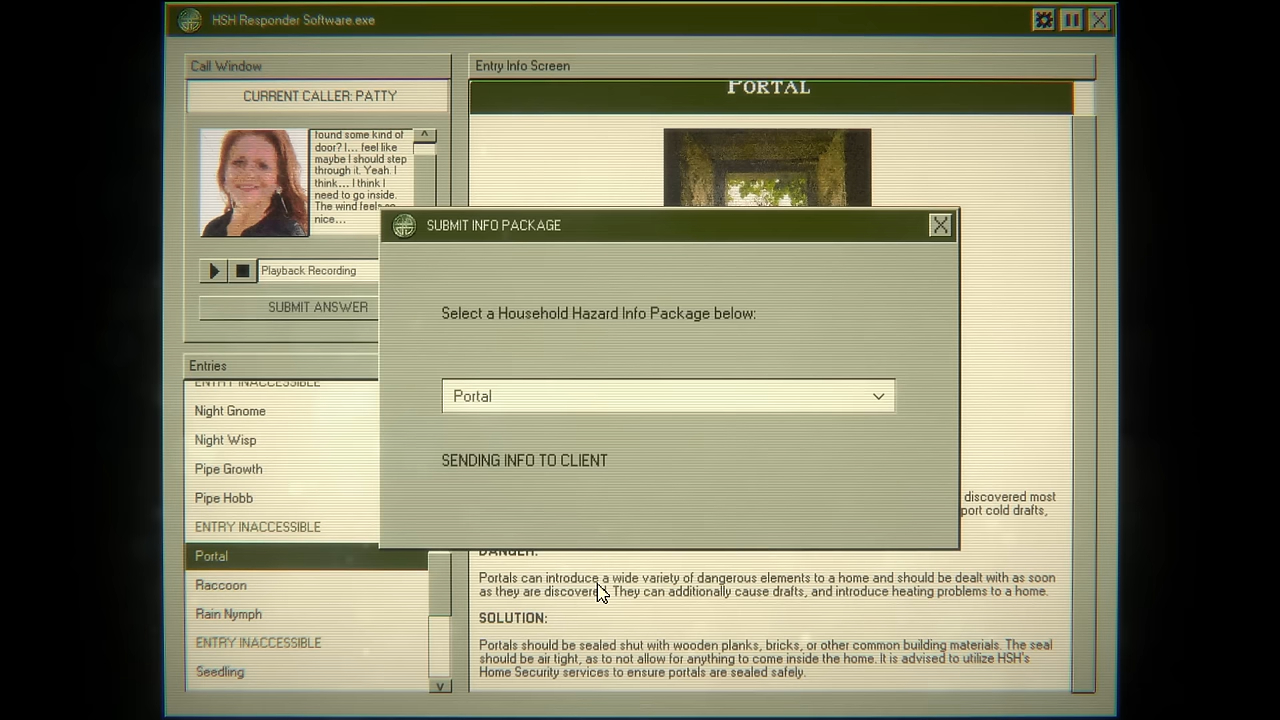 HSH Responder Software.exe
Call Window
CURRENT CALLER: PATTY
found some kind of
door? I... feel like
maybe I should step
through it. Yeah. I
think... I think I
need to go inside.
The wind feels so
nice...
Playback Recording
SUBMIT ANSWER
Entries
ENTRY INACCESSIBLE
Night Gnome
Night Wisp
Pipe Growth
Pipe Hobb
ENTRY INACCESSIBLE
Portal
Raccoon
Rain Nymph
ENTRY INACCESSIBLE
Seedling
Entry Info Screen
PORTAL
SUBMIT INFO PACKAGE
Select a Household Hazard Info Package below:
Portal
SENDING INFO TO CLIENT
discovered most
port cold drafts,
DANGER:
Portals can introduce a wide variety of dangerous elements to a home and should be dealt with as soon
as they are discovered. They can additionally cause drafts, and introduce heating problems to a home.
SOLUTION:
Portals should be sealed shut with wooden planks, bricks, or other common building materials. The seal
should be air tight, as to not allow for anything to come inside the home. It is advised to utilize HSH's
Home Security services to ensure portals are sealed safely.